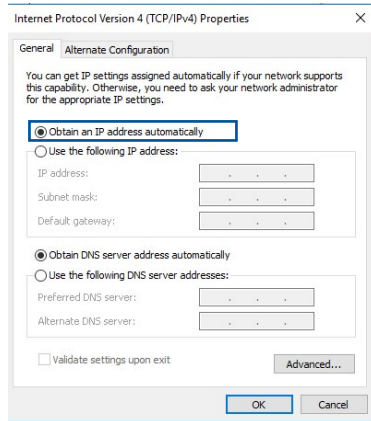 Internet Protocol Version 4 (TCP/IPv4) Properties
General Alternate Configuration
You can get IP settings assigned automatically if your network supports
this capability. Otherwise, you need to ask your network administrator
for the appropriate IP settings.
Obtain an IP address automatically
Use the following IP address:
IP address:
Subnet mask:
Default gateway:
Obtain DNS server address automatically
Use the following DNS server addresses:
Preferred DNS server:
Alternate DNS server:
Validate settings upon exit
Advanced...
OK Cancel